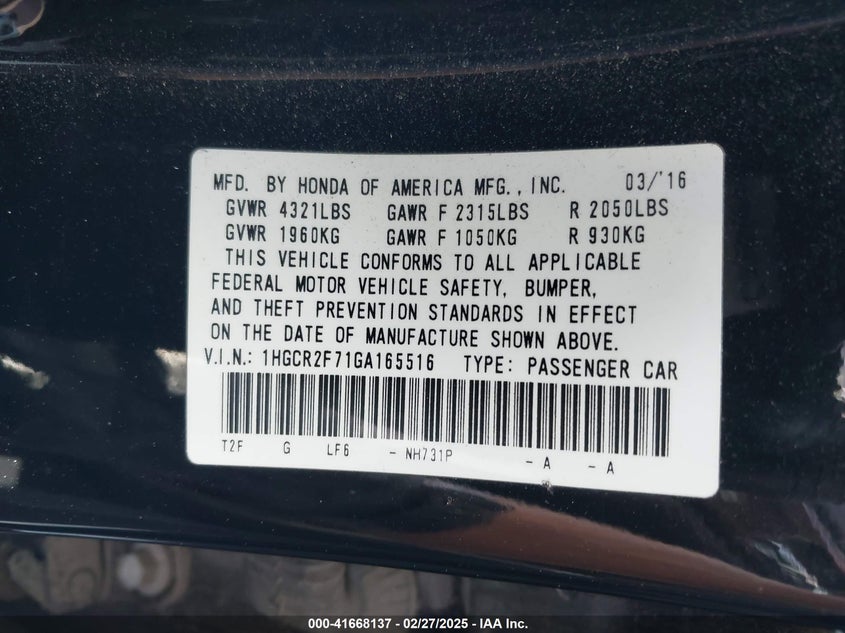 MFD. BY HONDA OF AMERICA MFG., INC. 03/'16
GVWR 4321LBS GAWR F 2315LBS R 2050LBS
GVWR 1960KG GAWR F 1050KG R 930KG
THIS VEHICLE CONFORMS TO ALL APPLICABLE
FEDERAL MOTOR VEHICLE SAFETY, BUMPER,
AND THEFT PREVENTION STANDARDS IN EFFECT
ON THE DATE OF MANUFACTURE SHOWN ABOVE.
V.I.N.: 1HGCR2F71GA165516 TYPE: PASSENGER CAR
T2F G LF6 - NH731P - A - A
000-41668137 - 02/27/2025 - IAA Inc.